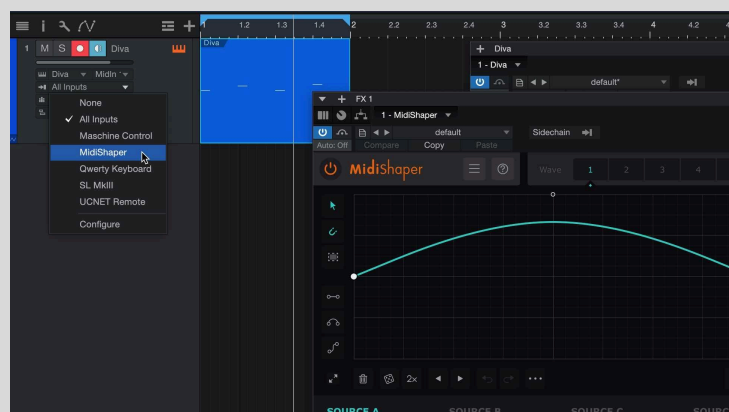 1.2 1.3 1.4 2 2.2 2.3 2.4 3 3.2 3.3 3.4 4 4.2
1 M S Diva
Diva
+ Diva
1 - Diva
Diva MidIn
default*
All Inputs
None
All Inputs
Maschine Control
MidiShaper
Qwerty Keyboard
SL MkIII
UCNET Remote
Configure
+ FX 1
1 - MidiShaper
default Sidechain
Auto: Off Compare Copy Paste
MidiShaper Wave 1 2 3 4
2×
SOURCE A SOURCE B SOURCE C SOURC